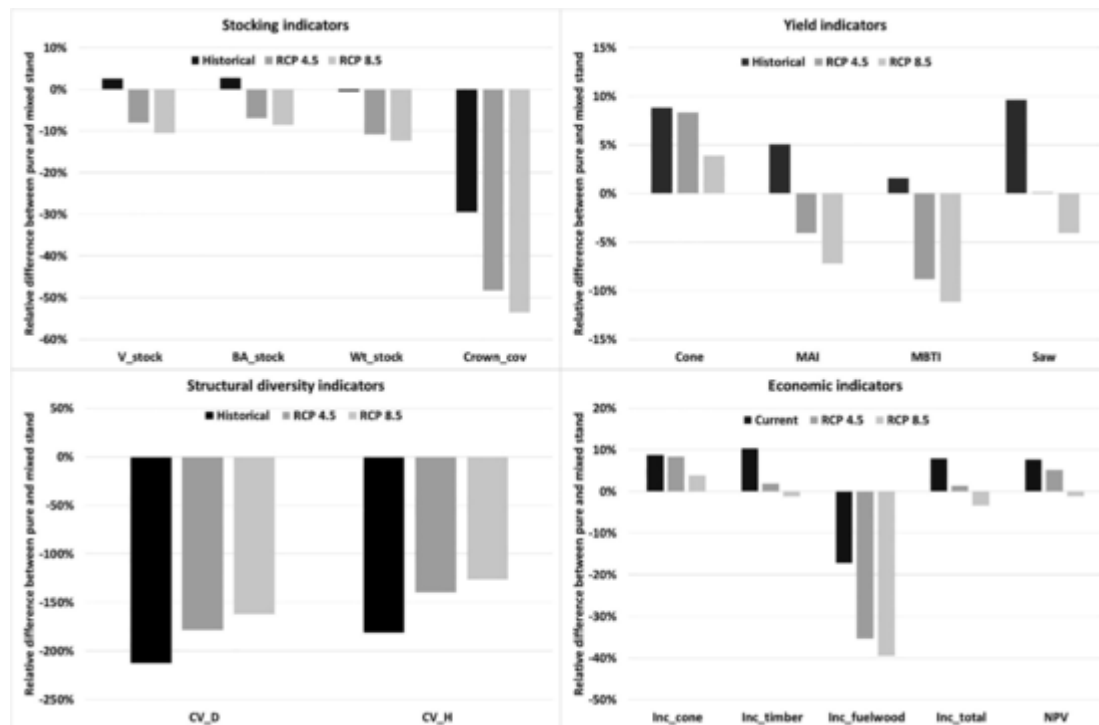 Stocking indicators
Relative difference between pure and mixed stand
10%
Historical RCP 4.5 RCP 8.5
0%
-10%
-20%
-30%
-40%
-50%
-60%
V_stock BA_stock Wt_stock Crown_cov
Yield indicators
Relative difference between pure and mixed stand
15%
Historical RCP 4.5 RCP 8.5
10%
5%
0%
-5%
-10%
-15%
Cone MAI MBTI Saw
Structural diversity indicators
Relative difference between pure and mixed stand
50%
Historical RCP 4.5 RCP 8.5
0%
-50%
-100%
-150%
-200%
-250%
CV_D CV_H
Economic indicators
Relative difference between pure and mixed stand
20%
Current RCP 4.5 RCP 8.5
10%
0%
-10%
-20%
-30%
-40%
-50%
Inc_cone Inc_timber Inc_fuelwood Inc_total NPV